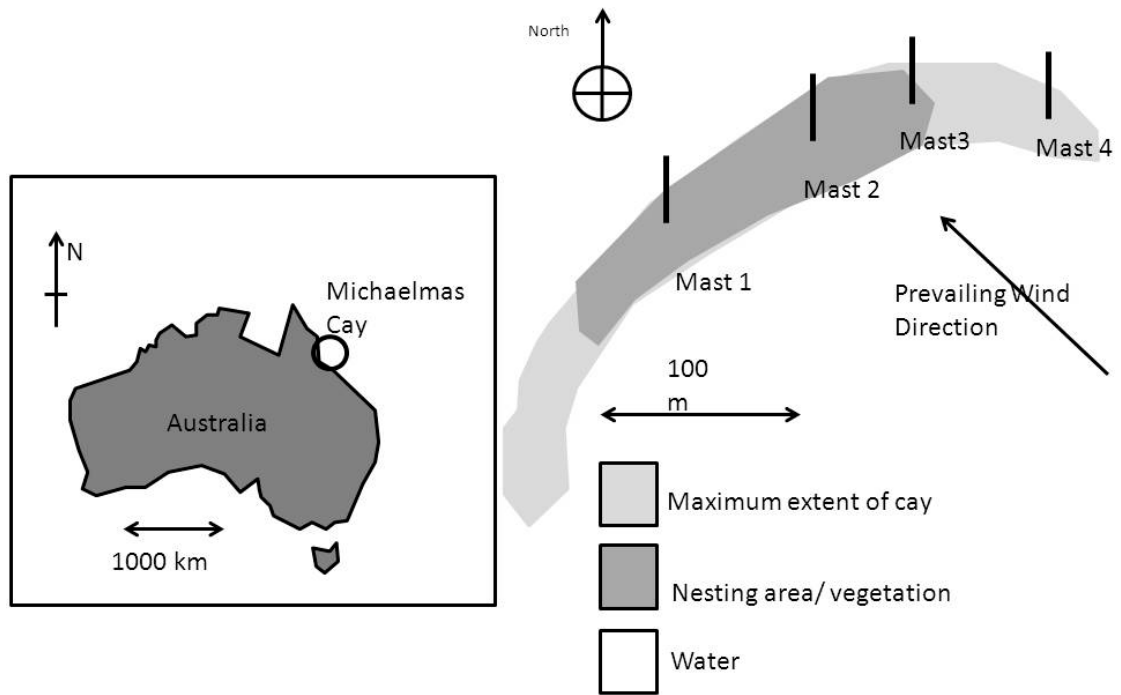 North
N
Michaelmas
Cay
Australia
1000 km
Mast3
Mast 4
Mast 2
Mast 1
Prevailing Wind
Direction
100
m
Maximum extent of cay
Nesting area/ vegetation
Water